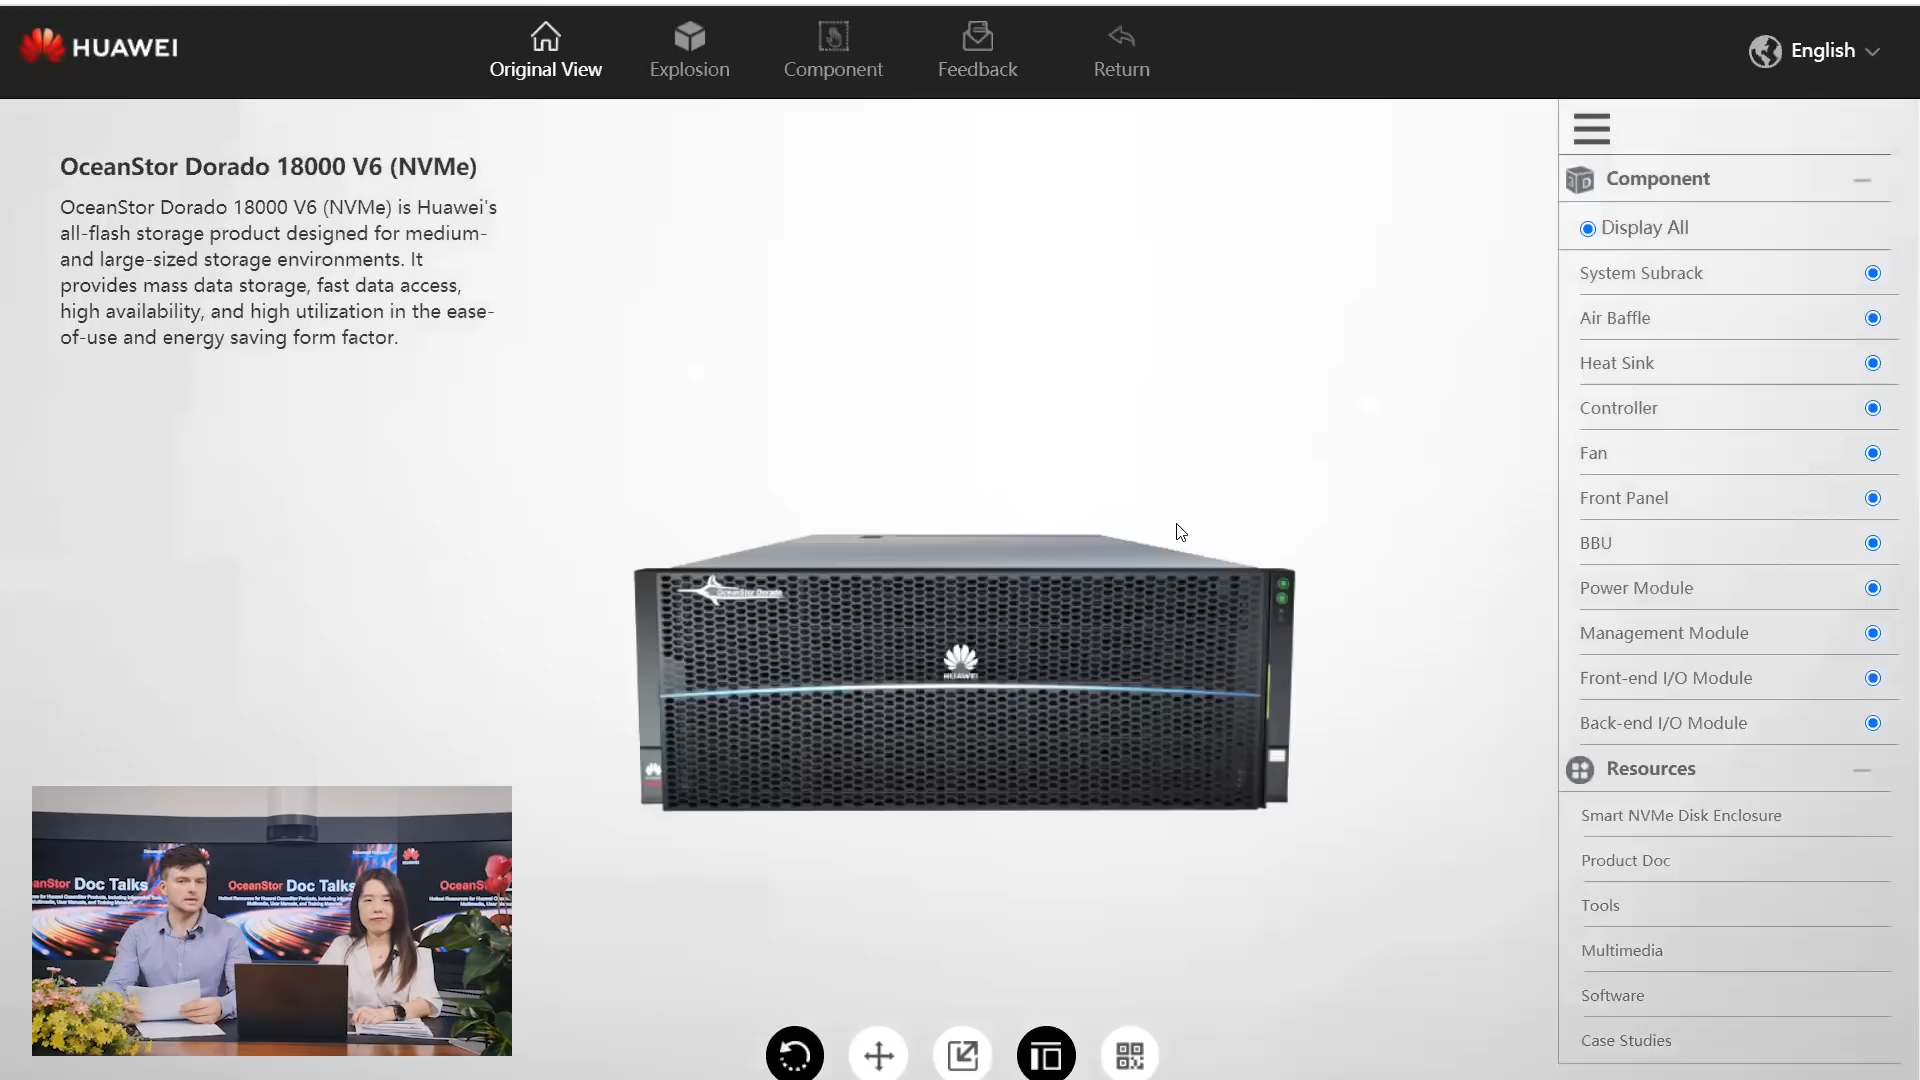 HUAWEI
Original View
Explosion
Component
Feedback
Return
English
OceanStor Dorado 18000 V6 (NVMe)
OceanStor Dorado 18000 V6 (NVMe) is Huawei's
all-flash storage product designed for medium-
and large-sized storage environments. It
provides mass data storage, fast data access,
high availability, and high utilization in the ease-
of-use and energy saving form factor.
Component
Display All
System Subrack
Air Baffle
Heat Sink
Controller
Fan
Front Panel
BBU
Power Module
Management Module
Front-end I/O Module
Back-end I/O Module
Resources
Smart NVMe Disk Enclosure
Product Doc
Tools
Multimedia
Software
Case Studies
OceanStor Dorado
HUAWEI
anStor Doc Talks
OceanStor Doc Talks
OceanS